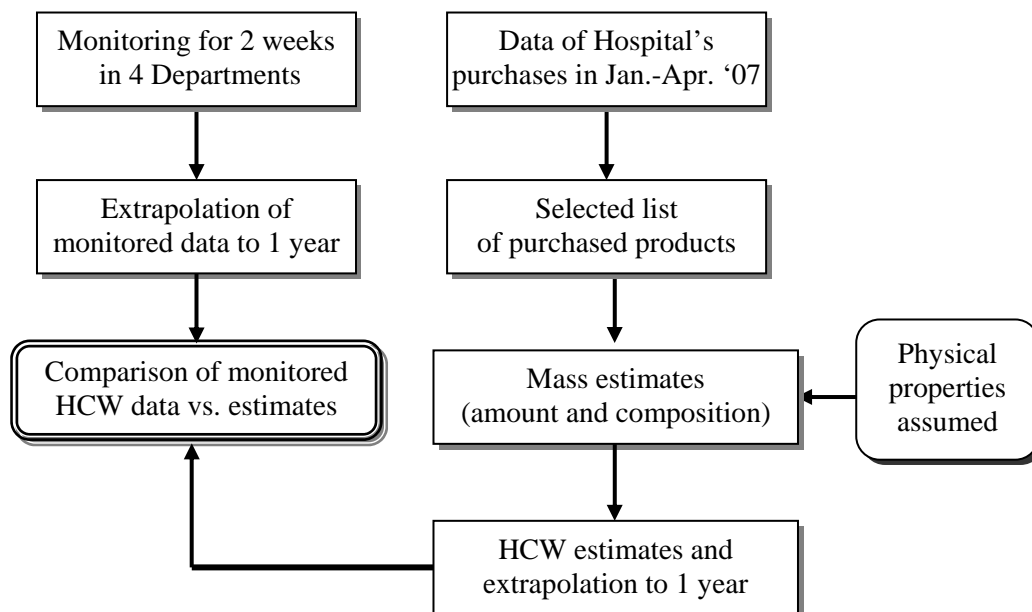 Monitoring for 2 weeks
in 4 Departments
Data of Hospital’s
purchases in Jan.-Apr. ‘07
Extrapolation of
monitored data to 1 year
Selected list
of purchased products
Comparison of monitored
HCW data vs. estimates
Mass estimates
(amount and composition)
Physical
properties
assumed
HCW estimates and
extrapolation to 1 year